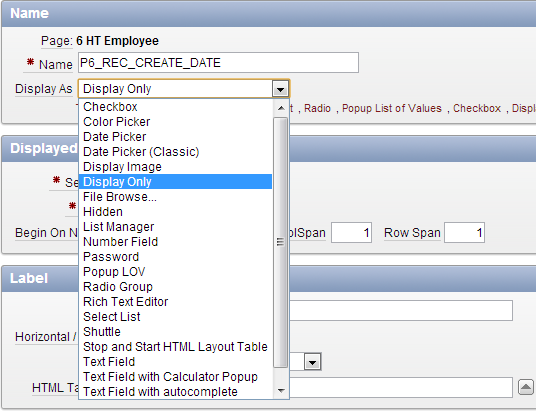 Name
Page: 6 HT Employee
* Name P6_REC_CREATE_DATE
Display As Display Only
, Radio , Popup List of Values , Checkbox , Displ
Checkbox
Color Picker
Date Picker
Date Picker (Classic)
Display Image
Display Only
File Browse...
Hidden
List Manager
Number Field
Password
Popup LOV
Radio Group
Rich Text Editor
Select List
Shuttle
Stop and Start HTML Layout Table
Text Field
Text Field with Calculator Popup
Text Field with autocomplete
Displayed
* Se
*
Begin On N olSpan 1 Row Span 1
Label
Horizontal /
HTML Ta